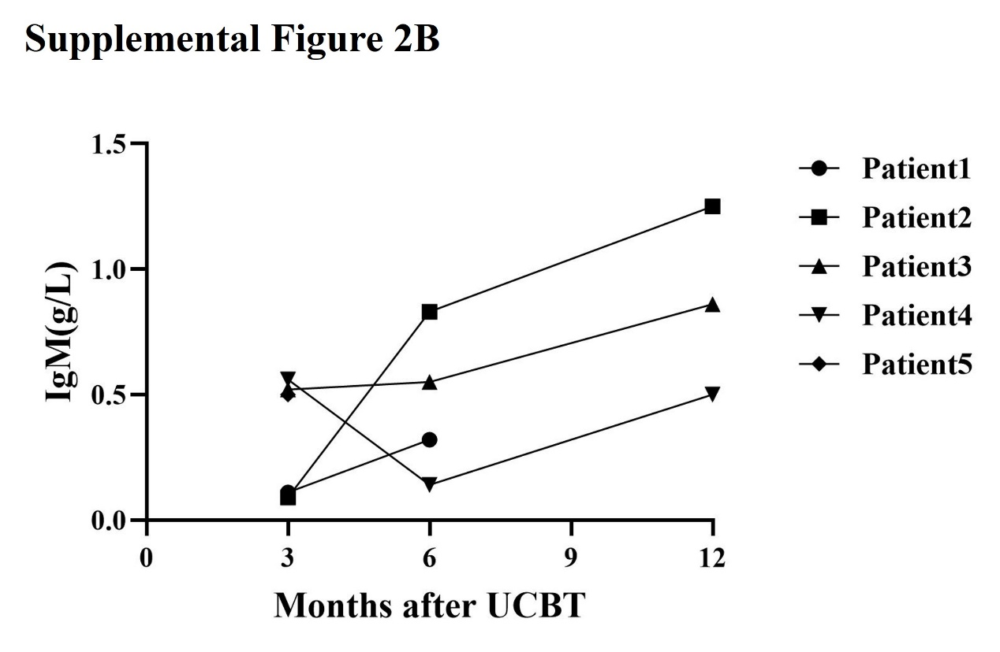 Supplemental Figure 2B
1.5
1.0
0.5
0.0
IgM(g/L)
0 3 6 9 12
Months after UCBT
Patient1
Patient2
Patient3
Patient4
Patient5